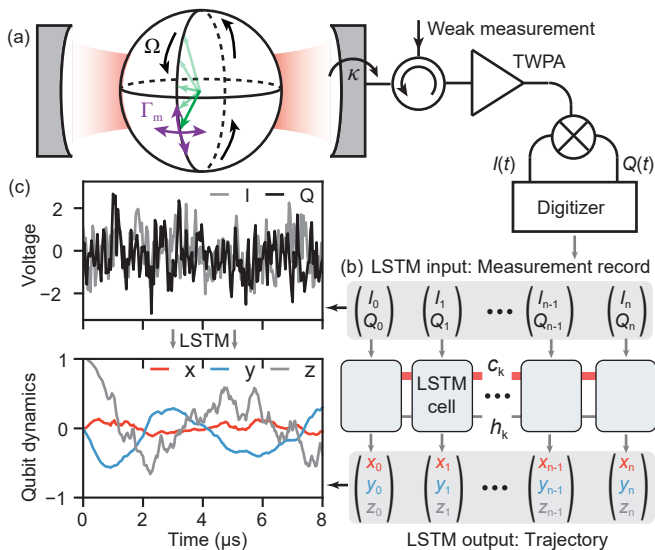 (a)
Ω
Γm
κ
Weak measurement
TWPA
I(t)
Q(t)
Digitizer
(c)
I Q
Voltage
2
0
−2
LSTM
x y z
Qubit dynamics
1
0
-1
0 2 4 6 8
Time (μs)
(b) LSTM input: Measurement record
I0 I1 ••• In-1 In
Q0 Q1 Qn-1 Qn
ck
LSTM
cell
•••
hk
x0 x1 xn-1 xn
y0 y1 ••• yn-1 yn
z0 z1 zn-1 zn
LSTM output: Trajectory